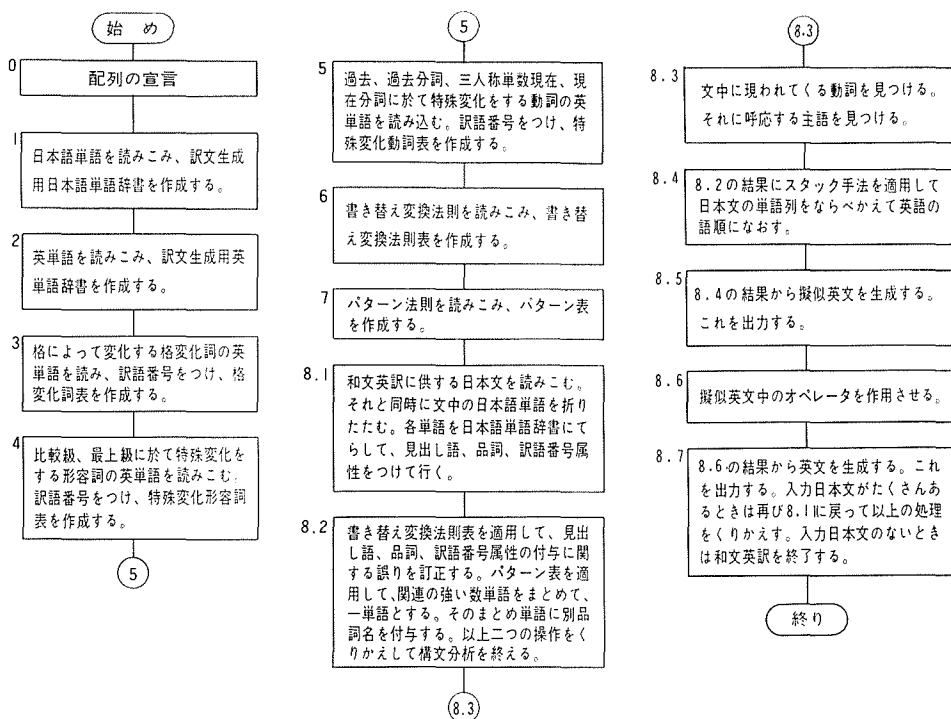 始 め
0
配列の宣言
1
日本語単語を読みこみ、訳文生成
用日本語単語辞書を作成する。
2
英単語を読みこみ、訳文生成用英
単語辞書を作成する。
3
格によって変化する格変化詞の英
単語を読み、訳語番号をつけ、格
変化詞表を作成する。
4
比較級、最上級に於て特殊変化を
する形容詞の英単語を読みこむ。
訳語番号をつけ、特殊変化形容詞
表を作成する。
5
5
5
過去、過去分詞、三人称単数現在、現
在分詞に於て特殊変化をする動詞の英
単語を読み込む。訳語番号をつけ、特
殊変化動詞表を作成する。
6
書き替え変換法則を読みこみ、書き替
え変換法則表を作成する。
7
パターン法則を読みこみ、パターン表
を作成する。
8.1
和文英訳に供する日本文を読みこむ。
それと同時に文中の日本語単語を折り
たたむ。各単語を日本語単語辞書にて
らして、見出し語、品詞、訳語番号属
性をつけて行く。
8.2
書き替え変換法則表を適用して、見出
し語、品詞、訳語番号属性の付与に関
する誤りを訂正する。パターン表を適
用して、関連の強い数単語をまとめて、
一単語とする。そのまとめ単語に別品
詞名を付与する。以上二つの操作をく
りかえして構文分析を終える。
8.3
8.3
8.3
文中に現われてくる動詞を見つける。
それに呼応する主語を見つける。
8.4
8.2の結果にスタック手法を適用して
日本文の単語列をならべかえて英語の
語順になおす。
8.5
8.4の結果から擬似英文を生成する。
これを出力する。
8.6
擬似英文中のオペレータを作用させる。
8.7
8.6の結果から英文を生成する。これ
を出力する。入力日本文がたくさんあ
るときは再び8.1に戻って以上の処理
をくりかえす。入力日本文のないとき
は和文英訳を終了する。
終り